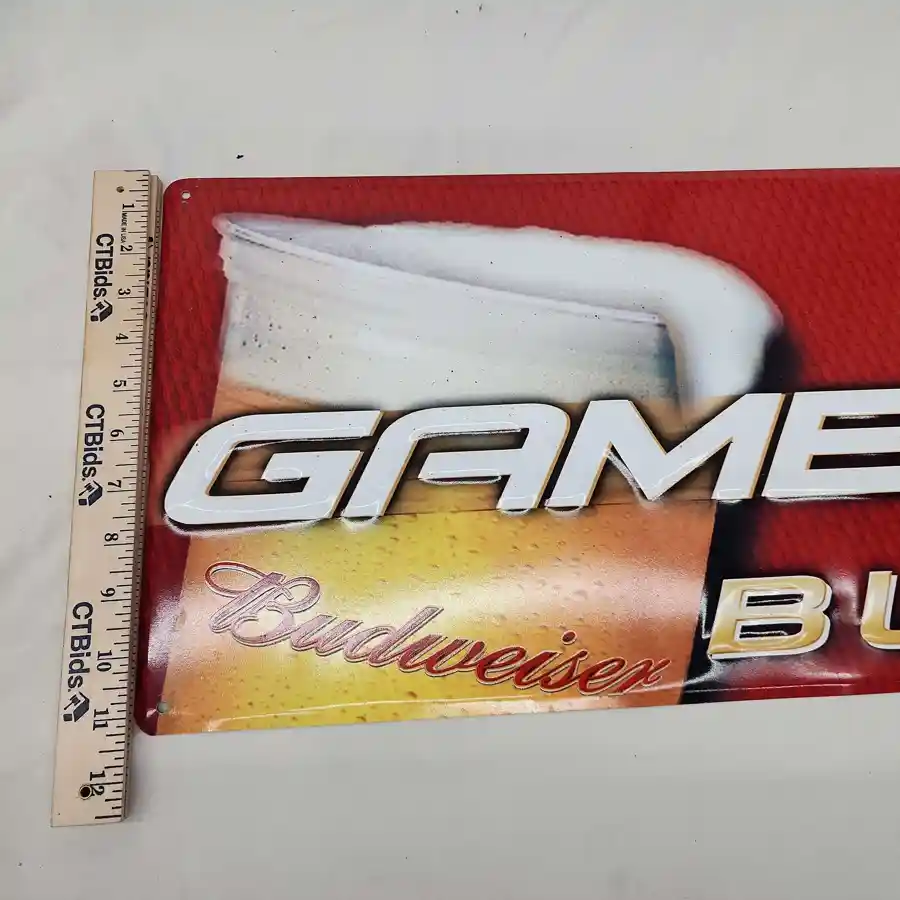 GAME
Budweiser
BU
1 MADE IN USA
2
3
4
5
6
7
8
9
10
11
12
CTBids
CTBids
CTBids